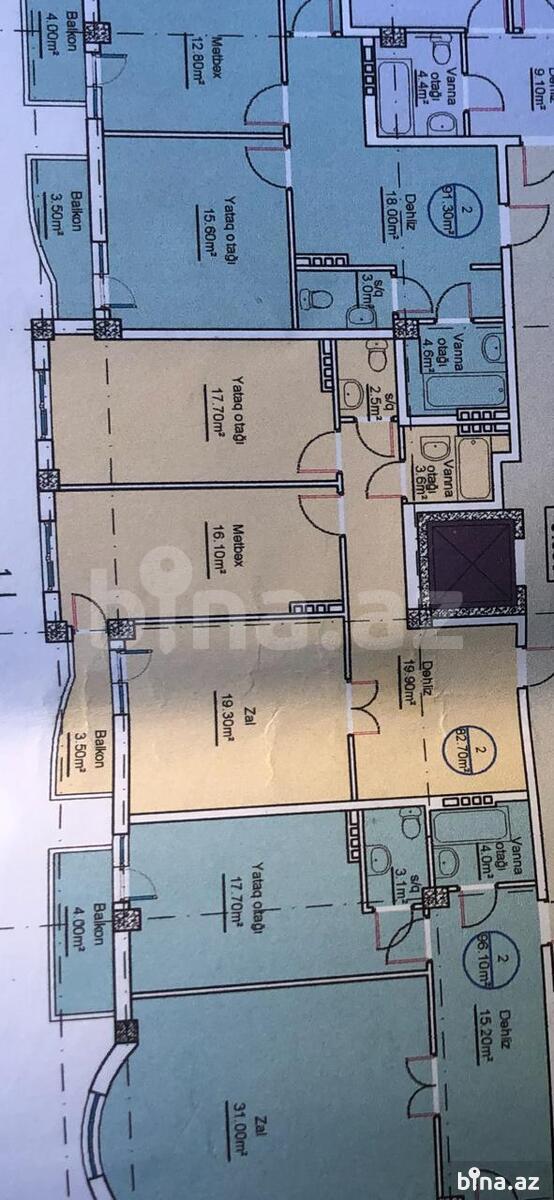 Balkon
4.00m²
Mətbəx
12.80m²
Vanna
otağı
4.4m²
Dəhliz
9.10m²
Balkon
3.50m²
Yataq otağı
15.60m²
Dəhliz
18.00m²
2
91.30m²
s/q
3.0m²
Vanna
otağı
4.6m²
Yataq otağı
17.70m²
s/q
2.5m²
Vanna
otağı
3.6m²
Mətbəx
16.10m²
bina.az
Zal
19.30m²
Dəhliz
19.90m²
2
82.70m²
Balkon
3.50m²
Yataq otağı
17.70m²
s/q
3.1m²
Vanna
otağı
4.0m²
Balkon
4.00m²
2
96.10m²
Dəhliz
15.20m²
Zal
31.00m²
bina.az